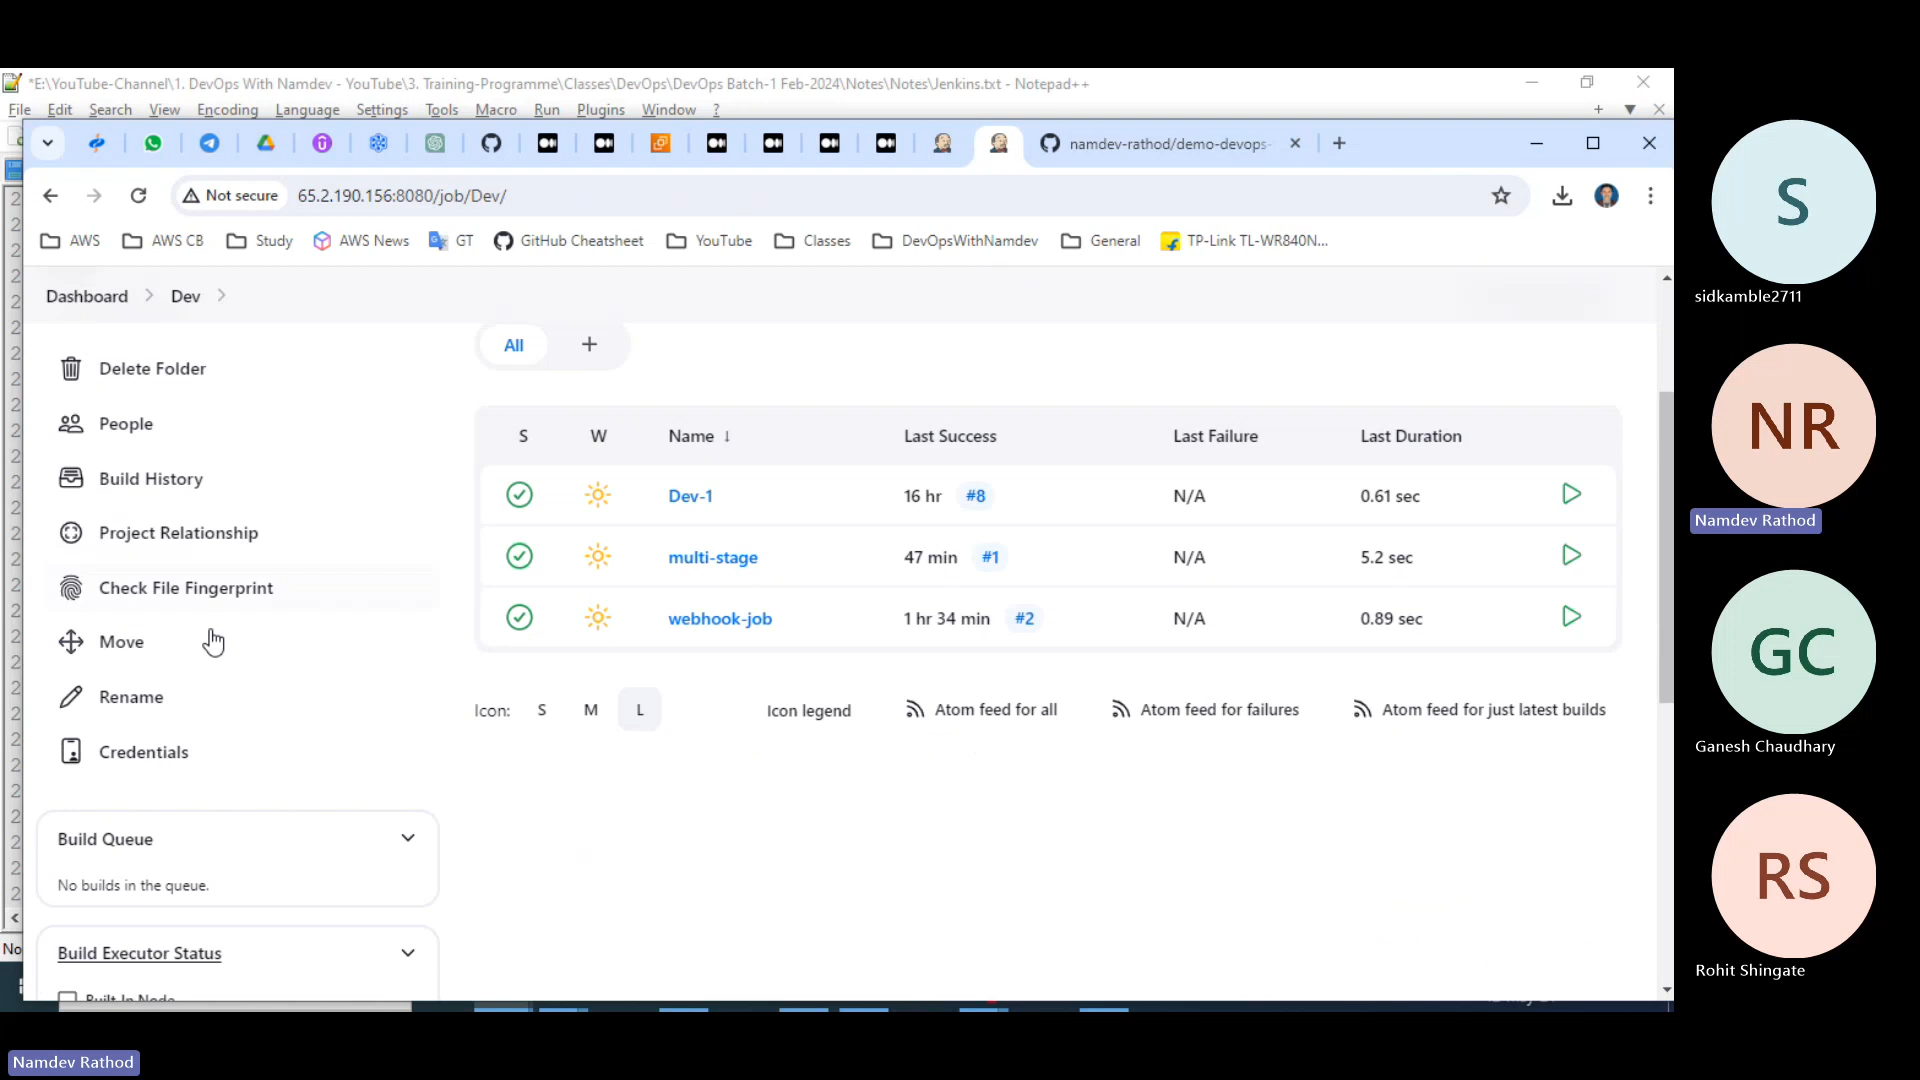 *E:\YouTube-Channel\1. DevOps With Namdev - YouTube\3. Training-Programme\Classes\DevOps\DevOps Batch-1 Feb-2024\Notes\Notes\Jenkins.txt - Notepad++
File Edit Search View Encoding Language Settings Tools Macro Run Plugins Window ?
namdev-rathod/demo-devops-
Not secure 65.2.190.156:8080/job/Dev/
AWS AWS CB Study AWS News GT GitHub Cheatsheet YouTube Classes DevOpsWithNamdev General TP-Link TL-WR840N...
Dashboard Dev
Delete Folder
People
Build History
Project Relationship
Check File Fingerprint
Move
Rename
Credentials
Build Queue
No builds in the queue.
Build Executor Status
Built-In Node
All +
S W Name ↓ Last Success Last Failure Last Duration
Dev-1 16 hr #8 N/A 0.61 sec
multi-stage 47 min #1 N/A 5.2 sec
webhook-job 1 hr 34 min #2 N/A 0.89 sec
Icon: S M L Icon legend Atom feed for all Atom feed for failures Atom feed for just latest builds
S
sidkamble2711
NR
Namdev Rathod
GC
Ganesh Chaudhary
RS
Rohit Shingate
Namdev Rathod